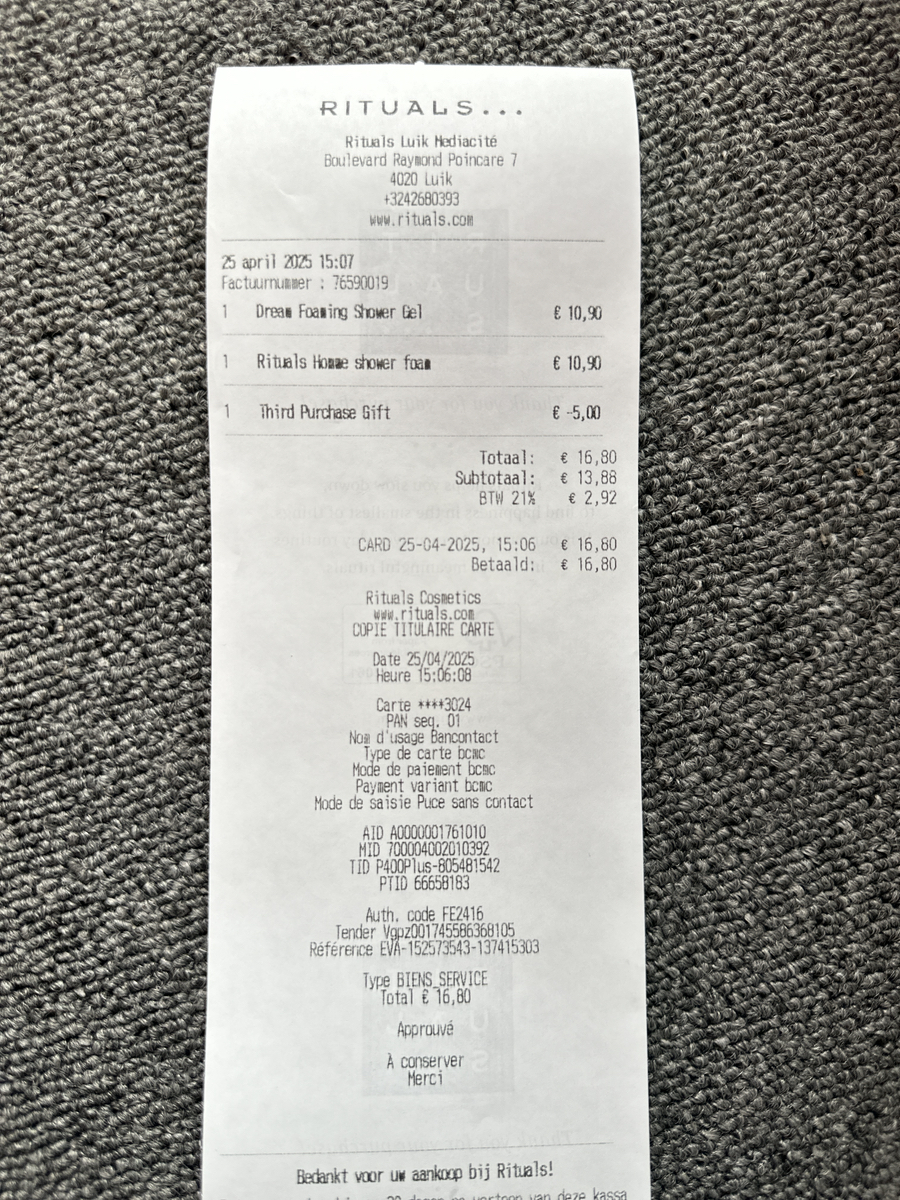 RITUALS...
Rituals Luik Mediacité
Boulevard Raymond Poincare 7
4020 Luik
+3242680393
www.rituals.com
25 april 2025 15:07
Factuurnummer : 76590019
1 Dream Foaming Shower Gel € 10,90
1 Rituals Homme shower foam € 10,90
1 Third Purchase Gift € -5,00
Totaal: € 16,80
Subtotaal: € 13,88
BTW 21% € 2,92
CARD 25-04-2025, 15:06 € 16,80
Betaald: € 16,80
Rituals Cosmetics
www.rituals.com
COPIE TITULAIRE CARTE
Date 25/04/2025
Heure 15:06:08
Carte ****3024
PAN seq. 01
Nom d'usage Bancontact
Type de carte bcmc
Mode de paiement bcmc
Payment variant bcmc
Mode de saisie Puce sans contact
AID A0000001761010
MID 700004002010392
TID P400Plus-805481542
PTID 66658183
Auth. code FE2416
Tender Vgpz001745586368105
Référence EVA-152573543-137415303
Type BIENS_SERVICE
Total € 16,80
Approuvé
À conserver
Merci
Bedankt voor uw aankoop bij Rituals!
dagen na vertoon van deze kassa